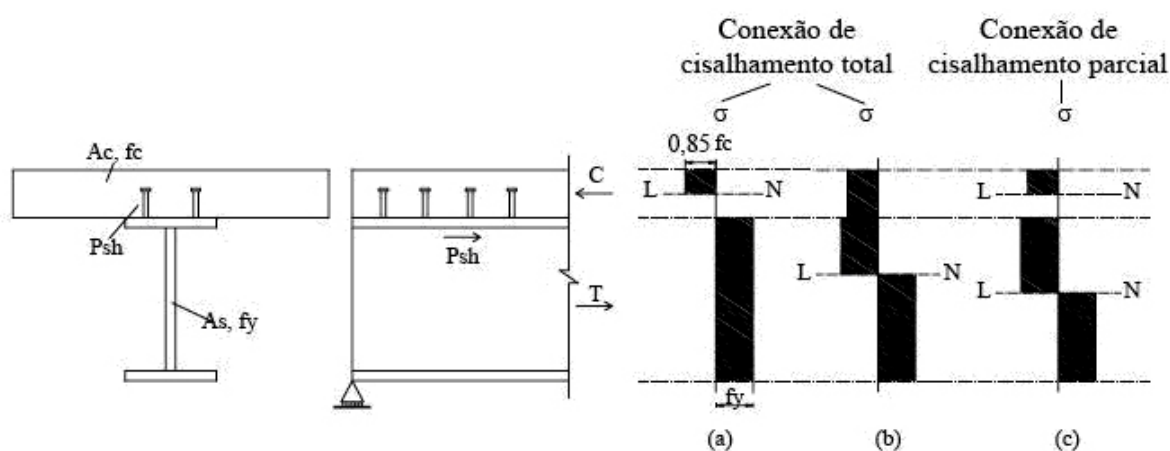 Conexão de
cisalhamento total
Conexão de
cisalhamento parcial
σ
σ
σ
0,85 fc
Ac, fc
C
L
N
L
N
Psh
Psh
L
N
L
N
T
As, fy
fy
(a)
(b)
(c)